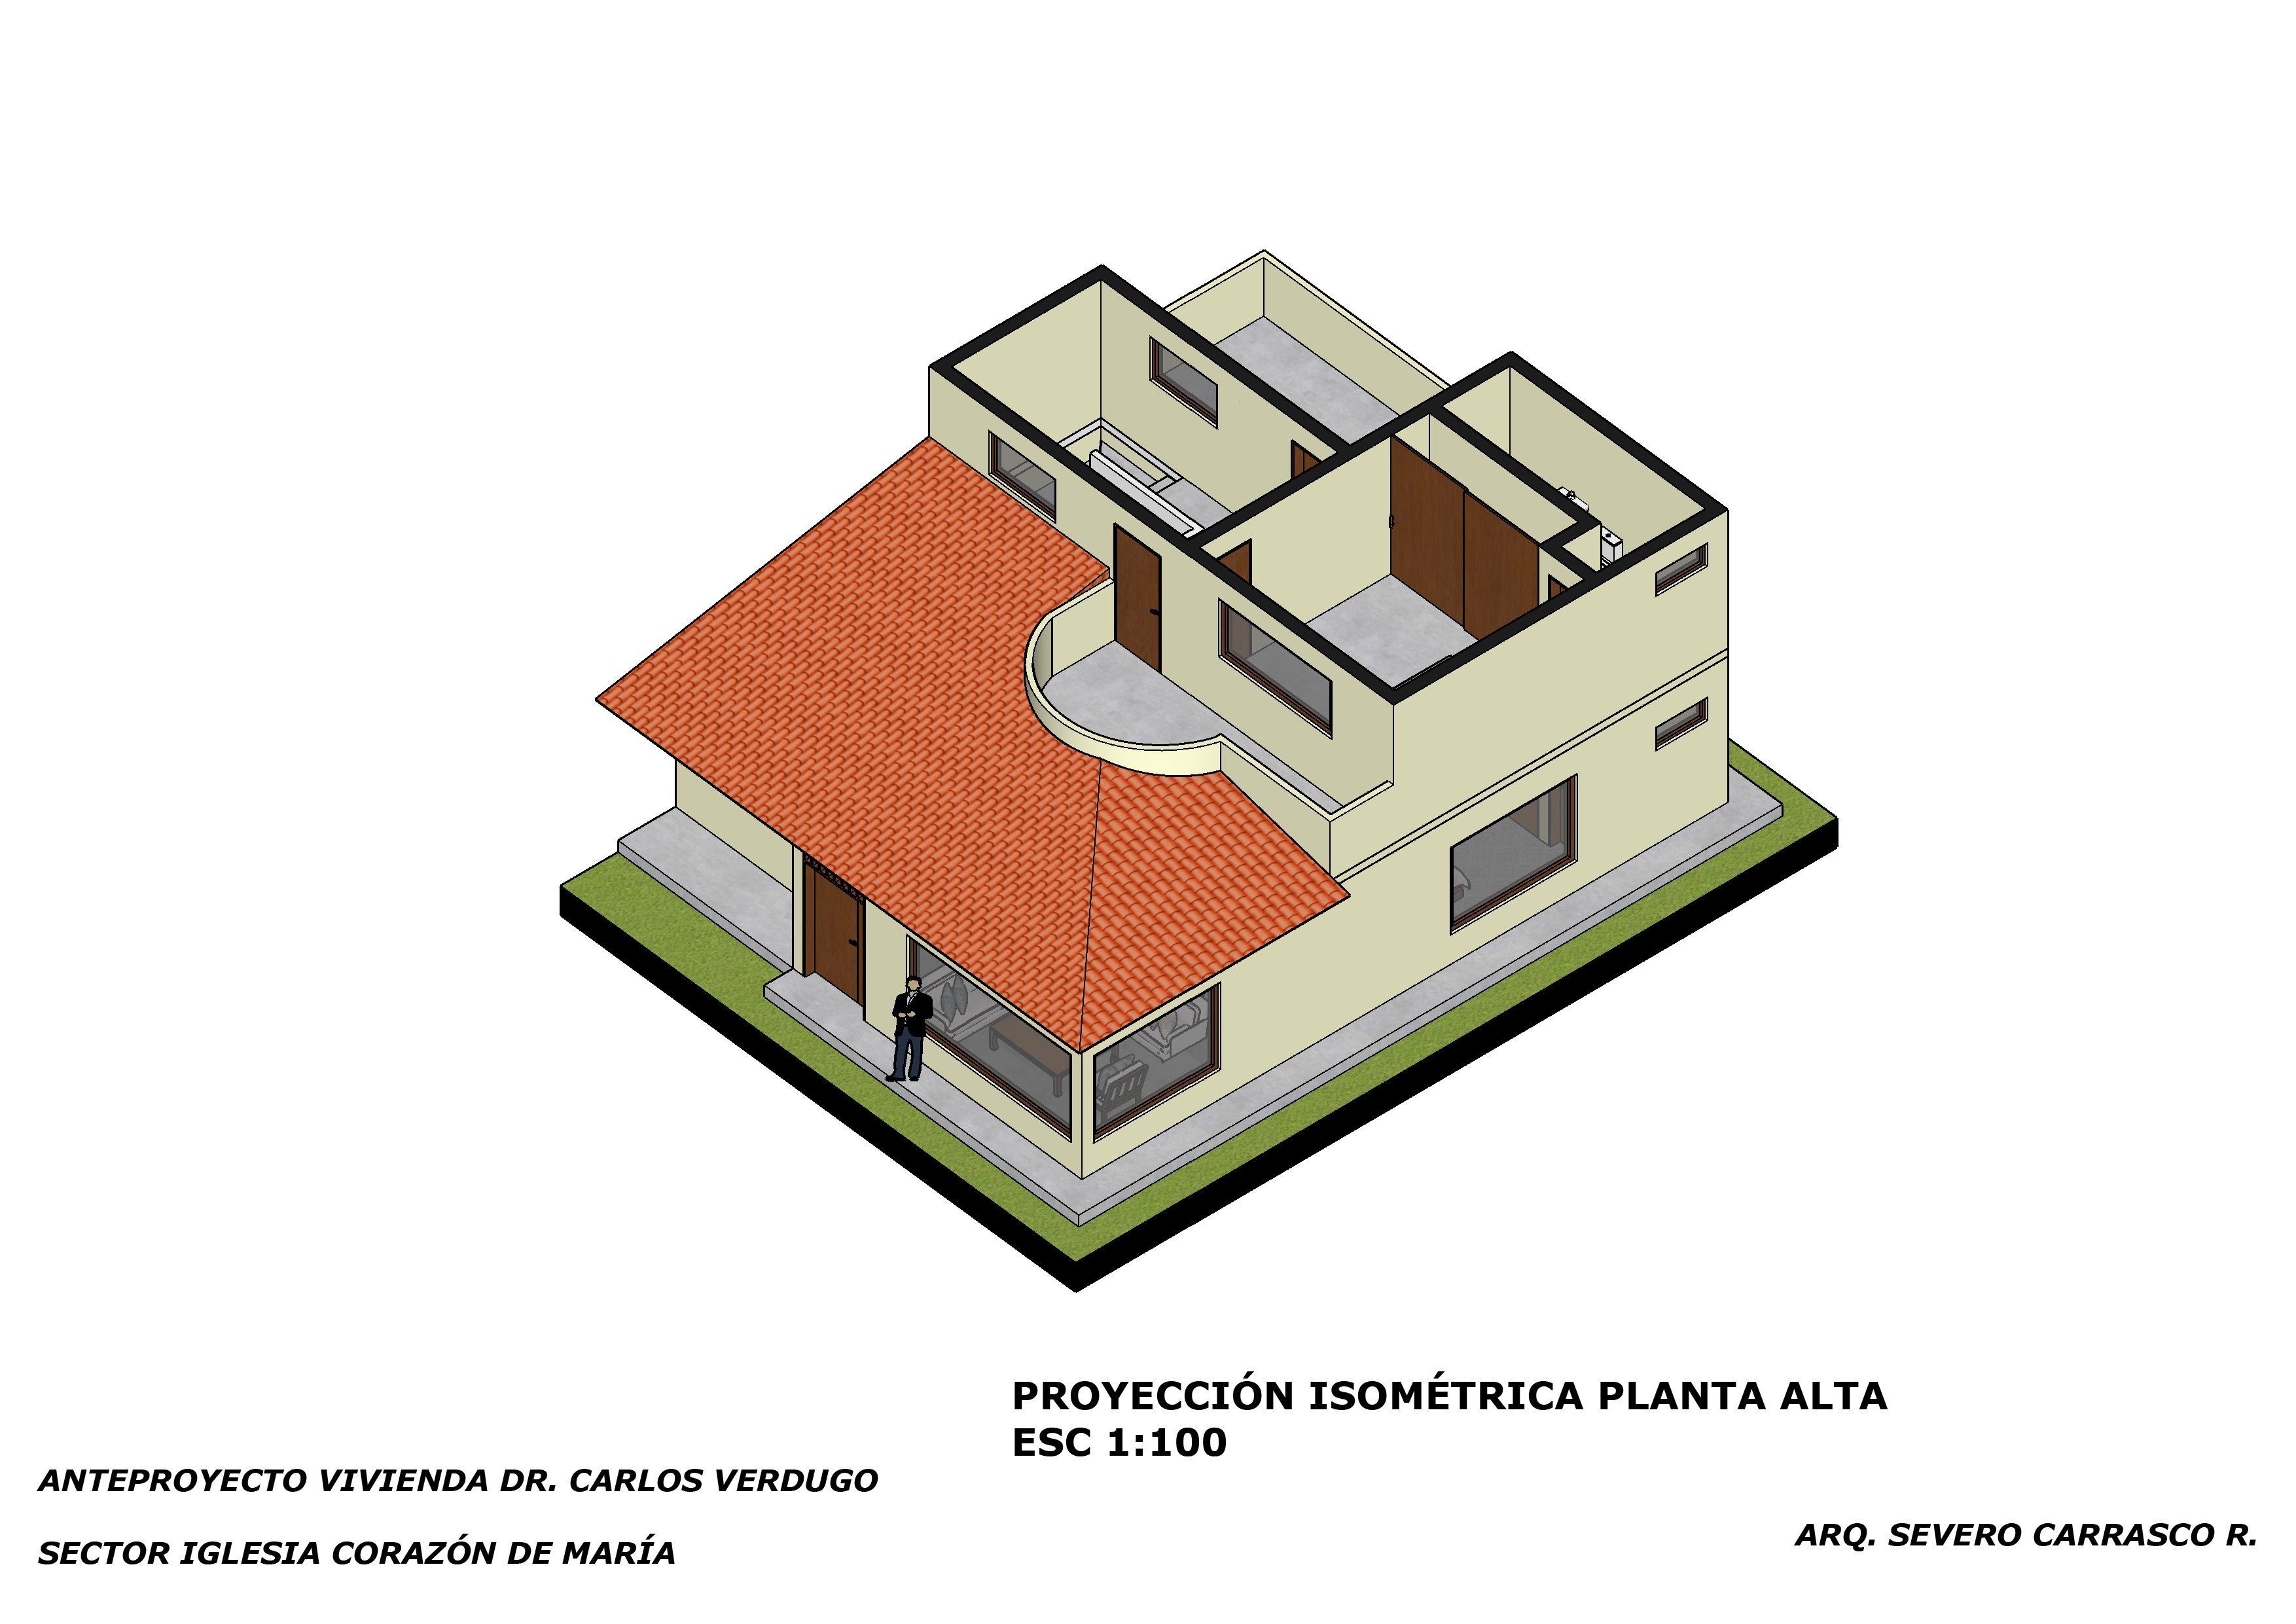 PROYECCIÓN ISOMÉTRICA PLANTA ALTA
ESC 1:100
ANTEPROYECTO VIVIENDA DR. CARLOS VERDUGO
SECTOR IGLESIA CORAZÓN DE MARÍA
ARQ. SEVERO CARRASCO R.